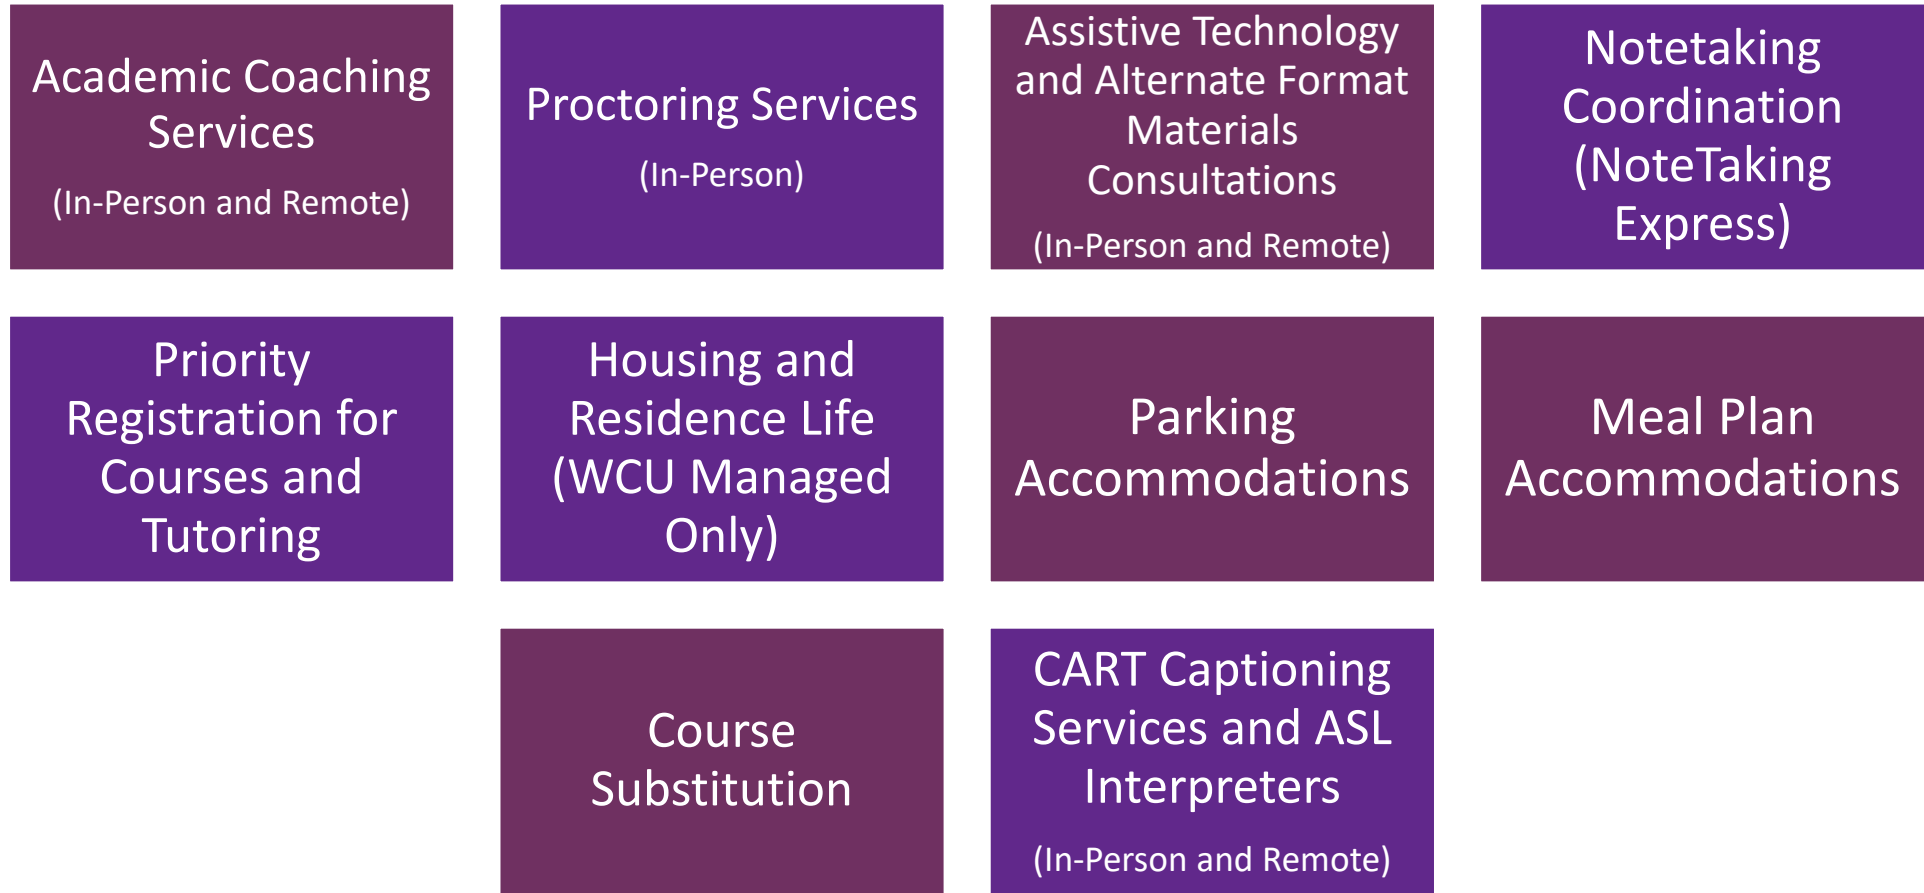 Academic Coaching
Services
(In-Person and Remote)
Proctoring Services
(In-Person)
Assistive Technology
and Alternate Format
Materials
Consultations
(In-Person and Remote)
Notetaking
Coordination
(NoteTaking
Express)
Priority
Registration for
Courses and
Tutoring
Housing and
Residence Life
(WCU Managed
Only)
Parking
Accommodations
Meal Plan
Accommodations
Course
Substitution
CART Captioning
Services and ASL
Interpreters
(In-Person and Remote)